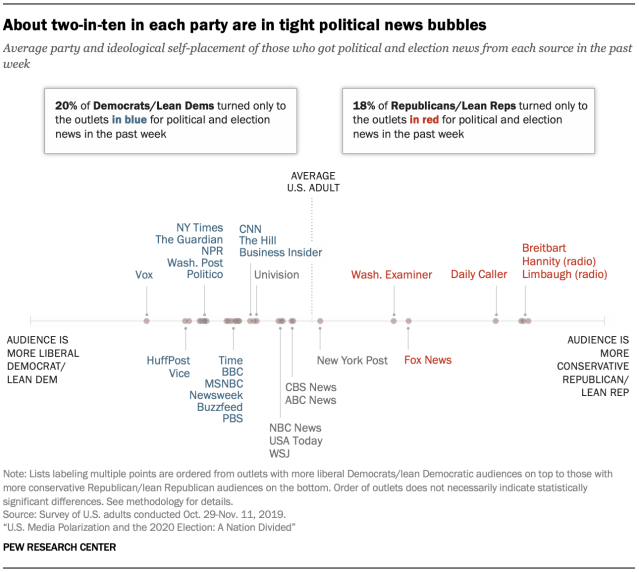 About two-in-ten in each party are in tight political news bubbles
Average party and ideological self-placement of those who got political and election news from each source in the past
week
20% of Democrats/Lean Dems turned only to
the outlets in blue for political and election
news in the past week
18% of Republicans/Lean Reps turned only to
the outlets in red for political and election
news in the past week
AVERAGE
U.S. ADULT
NY Times
The Guardian
NPR
Wash. Post
Politico
CNN
The Hill
Business Insider
Breitbart
Hannity (radio)
Limbaugh (radio)
Vox
Univision
Wash. Examiner
Daily Caller
AUDIENCE IS
MORE LIBERAL
DEMOCRAT/
LEAN DEM
AUDIENCE IS
MORE
CONSERVATIVE
REPUBLICAN/
LEAN REP
HuffPost
Vice
Time
BBC
MSNBC
Newsweek
Buzzfeed
PBS
New York Post
Fox News
CBS News
ABC News
NBC News
USA Today
WSJ
Note: Lists labeling multiple points are ordered from outlets with more liberal Democrats/lean Democratic audiences on top to those with
more conservative Republican/lean Republican audiences on the bottom. Order of outlets does not necessarily indicate statistically
significant differences. See methodology for details.
Source: Survey of U.S. adults conducted Oct. 29-Nov. 11, 2019.
“U.S. Media Polarization and the 2020 Election: A Nation Divided”
PEW RESEARCH CENTER